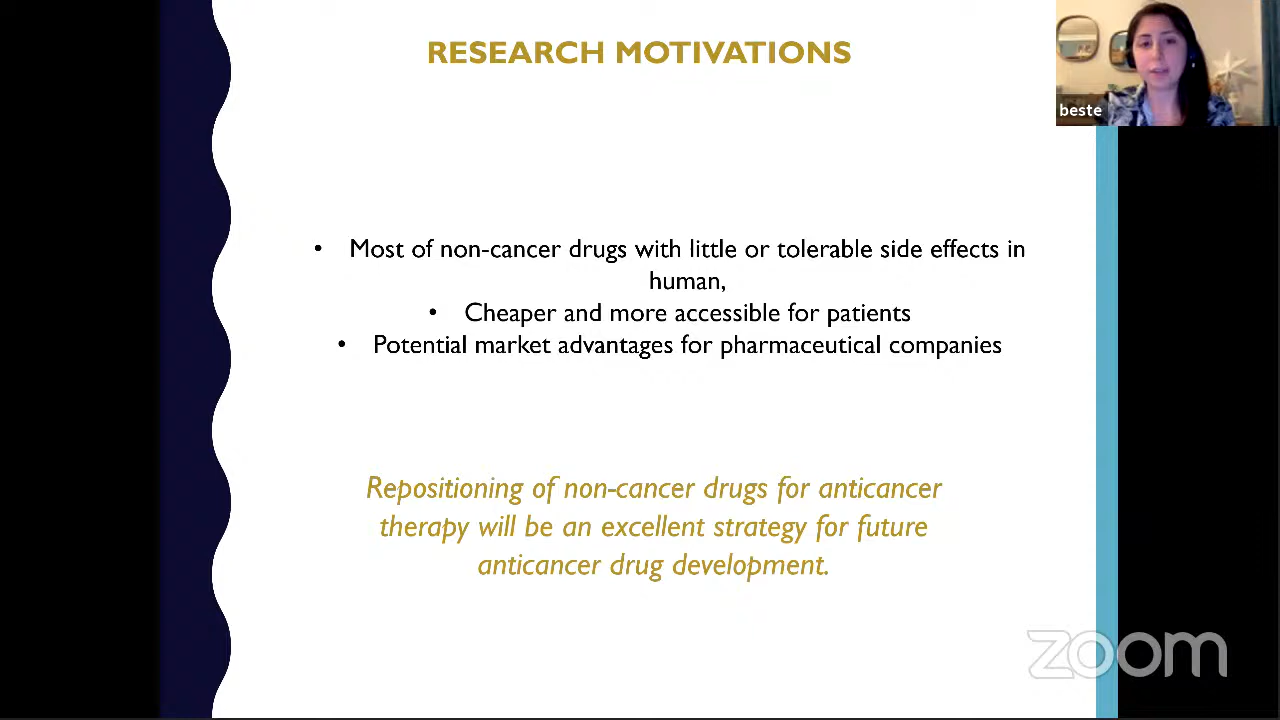 RESEARCH MOTIVATIONS
beste
• Most of non-cancer drugs with little or tolerable side effects in
human,
• Cheaper and more accessible for patients
• Potential market advantages for pharmaceutical companies
Repositioning of non-cancer drugs for anticancer
therapy will be an excellent strategy for future
anticancer drug development.
zoom